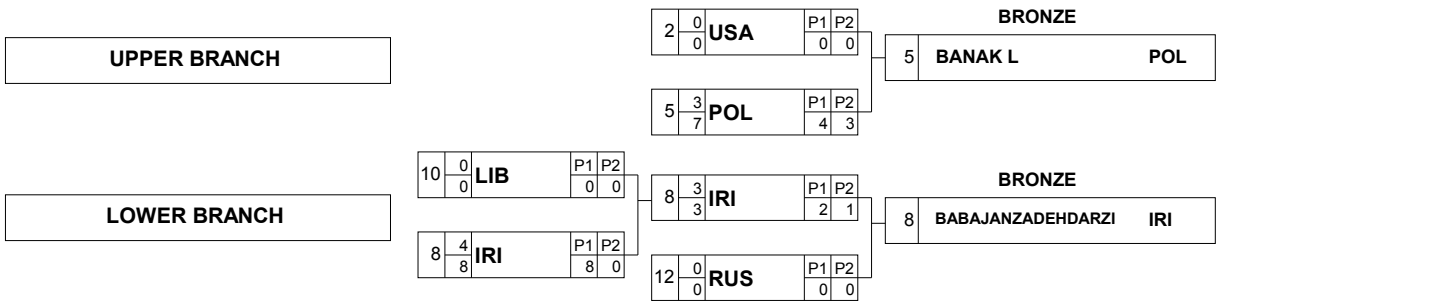 BRONZE
2 0 0 USA P1 P2 0 0
UPPER BRANCH
5 BANAK L POL
5 3 7 POL P1 P2 4 3
10 0 0 LIB P1 P2 0 0
BRONZE
8 3 3 IRI P1 P2 2 1
LOWER BRANCH
8 BABAJANZADEHDARZI IRI
8 4 8 IRI P1 P2 8 0
12 0 0 RUS P1 P2 0 0